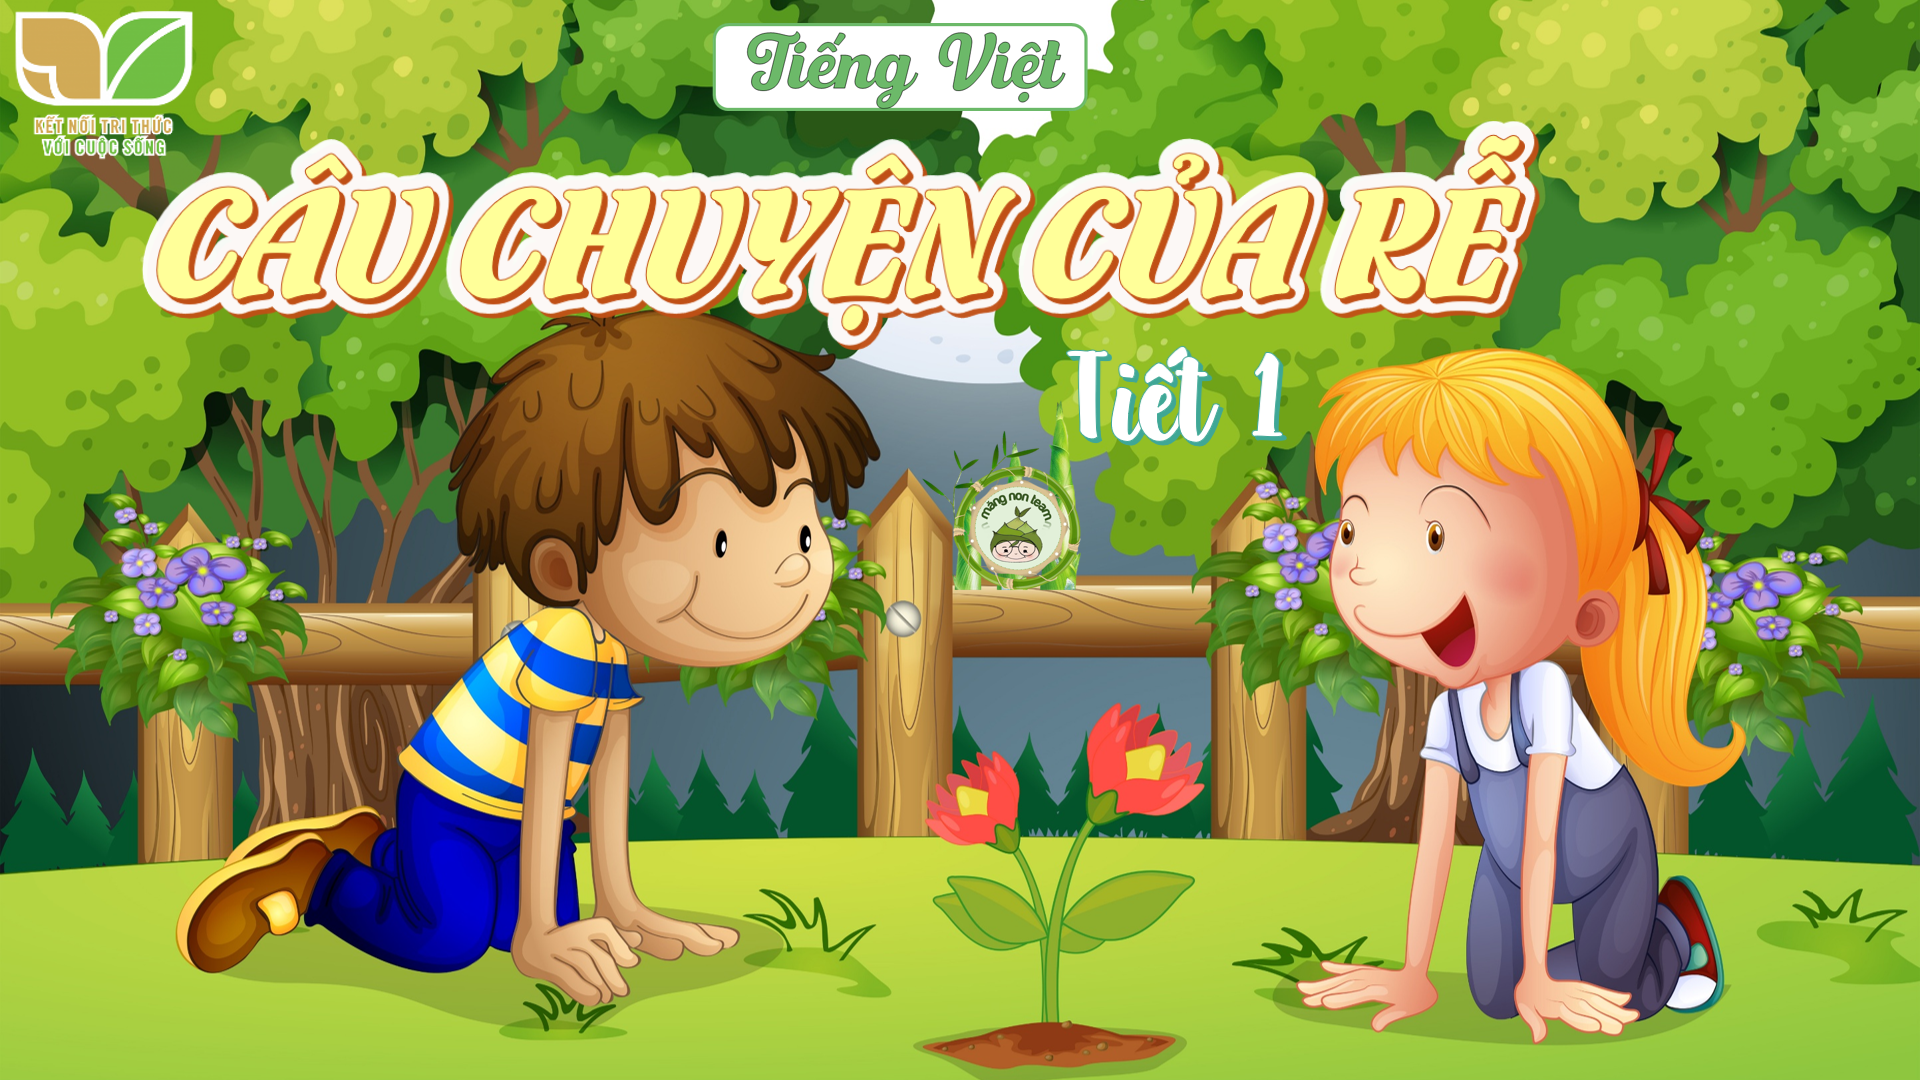 Tiếng Việt
KẾT NỐI TRI THỨC
VỚI CUỘC SỐNG
CÂU CHUYỆN CỦA RỄ
Tiết 1
măng non team